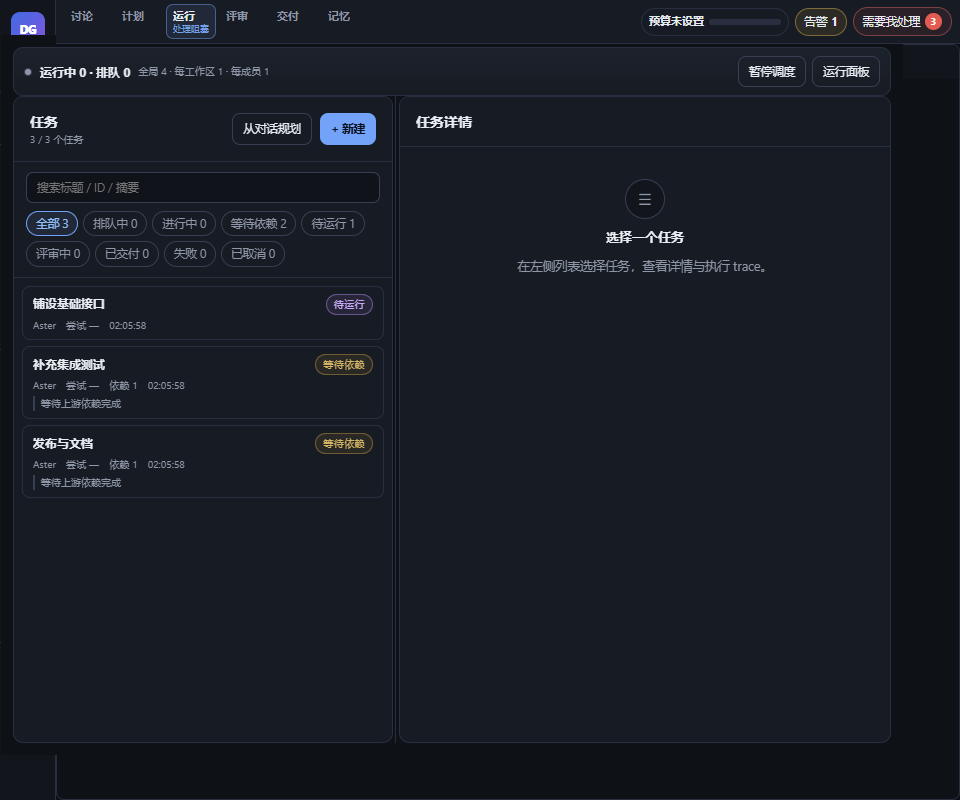 DG
讨论
计划
运行
处理阻塞
评审
交付
记忆
预算未设置
告警 1
需要我处理 3
运行中 0 · 排队 0 全局 4 · 每工作区 1 · 每成员 1
暂停调度
运行面板
任务
3 / 3 个任务
从对话规划
+ 新建
搜索标题 / ID / 摘要
全部 3
排队中 0
进行中 0
等待依赖 2
待运行 1
评审中 0
已交付 0
失败 0
已取消 0
铺设基础接口
待运行
Aster 尝试 — 02:05:58
补充集成测试
等待依赖
Aster 尝试 — 依赖 1 02:05:58
等待上游依赖完成
发布与文档
等待依赖
Aster 尝试 — 依赖 1 02:05:58
等待上游依赖完成
任务详情
选择一个任务
在左侧列表选择任务，查看详情与执行 trace。